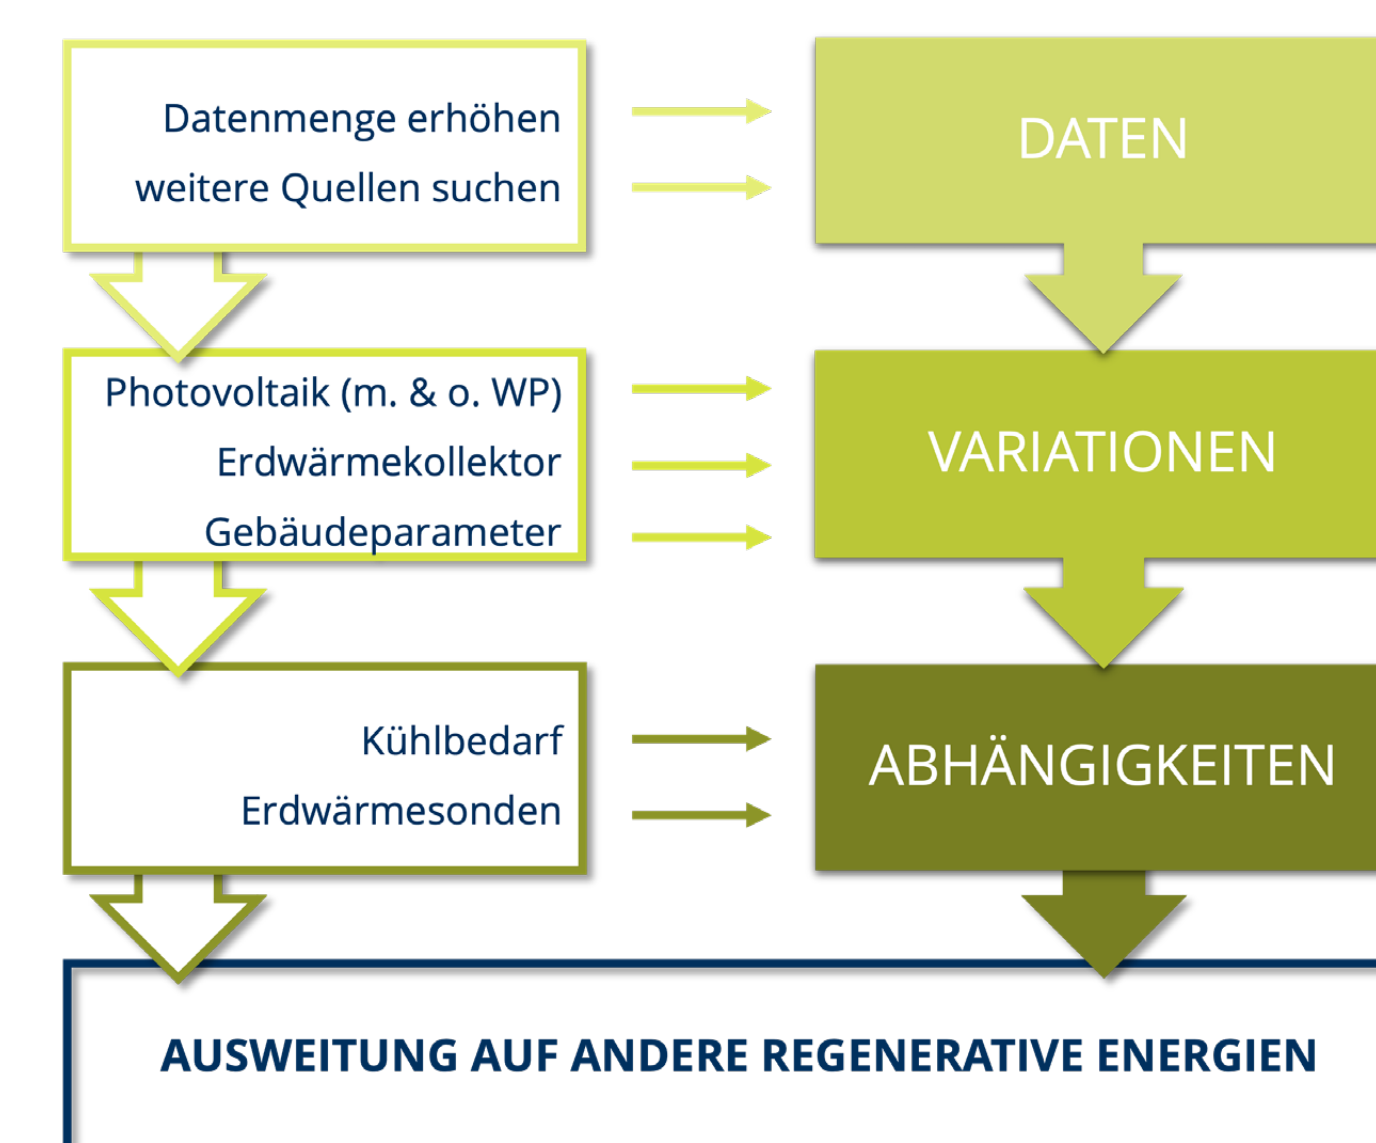 Datenmenge erhöhen
weitere Quellen suchen
DATEN
Photovoltaik (m. & o. WP)
Erdwärmekollektor
Gebäudeparameter
VARIATIONEN
Kühlbedarf
Erdwärmesonden
ABHÄNGIGKEITEN
AUSWEITUNG AUF ANDERE REGENERATIVE ENERGIEN